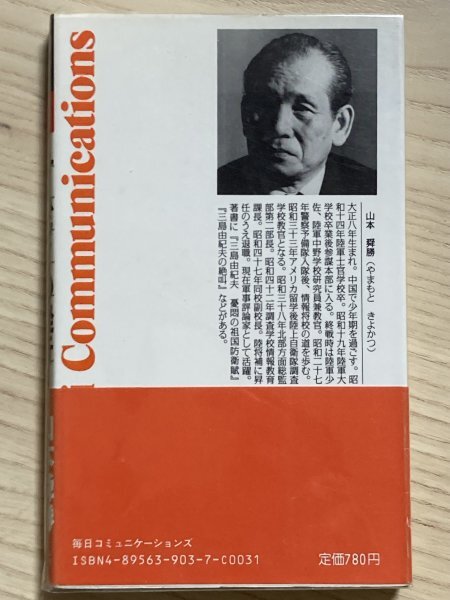 Communications
山本 舜勝（やまもと きよかつ）
大正八年生まれ。中国で少年期を過ごす。昭
和十四年陸軍士官学校卒。昭和十九年陸軍大
学校卒業後参謀本部に入る。終戦時は陸軍少
佐、陸軍中野学校研究員兼教官。昭和二十七
年警察予備隊入隊後、情報将校の道を歩む。
昭和三十三年アメリカ留学後陸上自衛隊調査
学校教官となる。昭和三十八年北部方面総監
部第二部長。昭和四十二年調査学校情報教育
課長。昭和四十七年同校副校長。陸将補に昇
任のうえ退職。現在軍事評論家として活躍。
著書に『三島由紀夫 憂悶の祖国防衛賦』
『三島由紀夫の絶叫』などがある。
毎日コミュニケーションズ
ISBN4-89563-903-7-C0031
定価780円